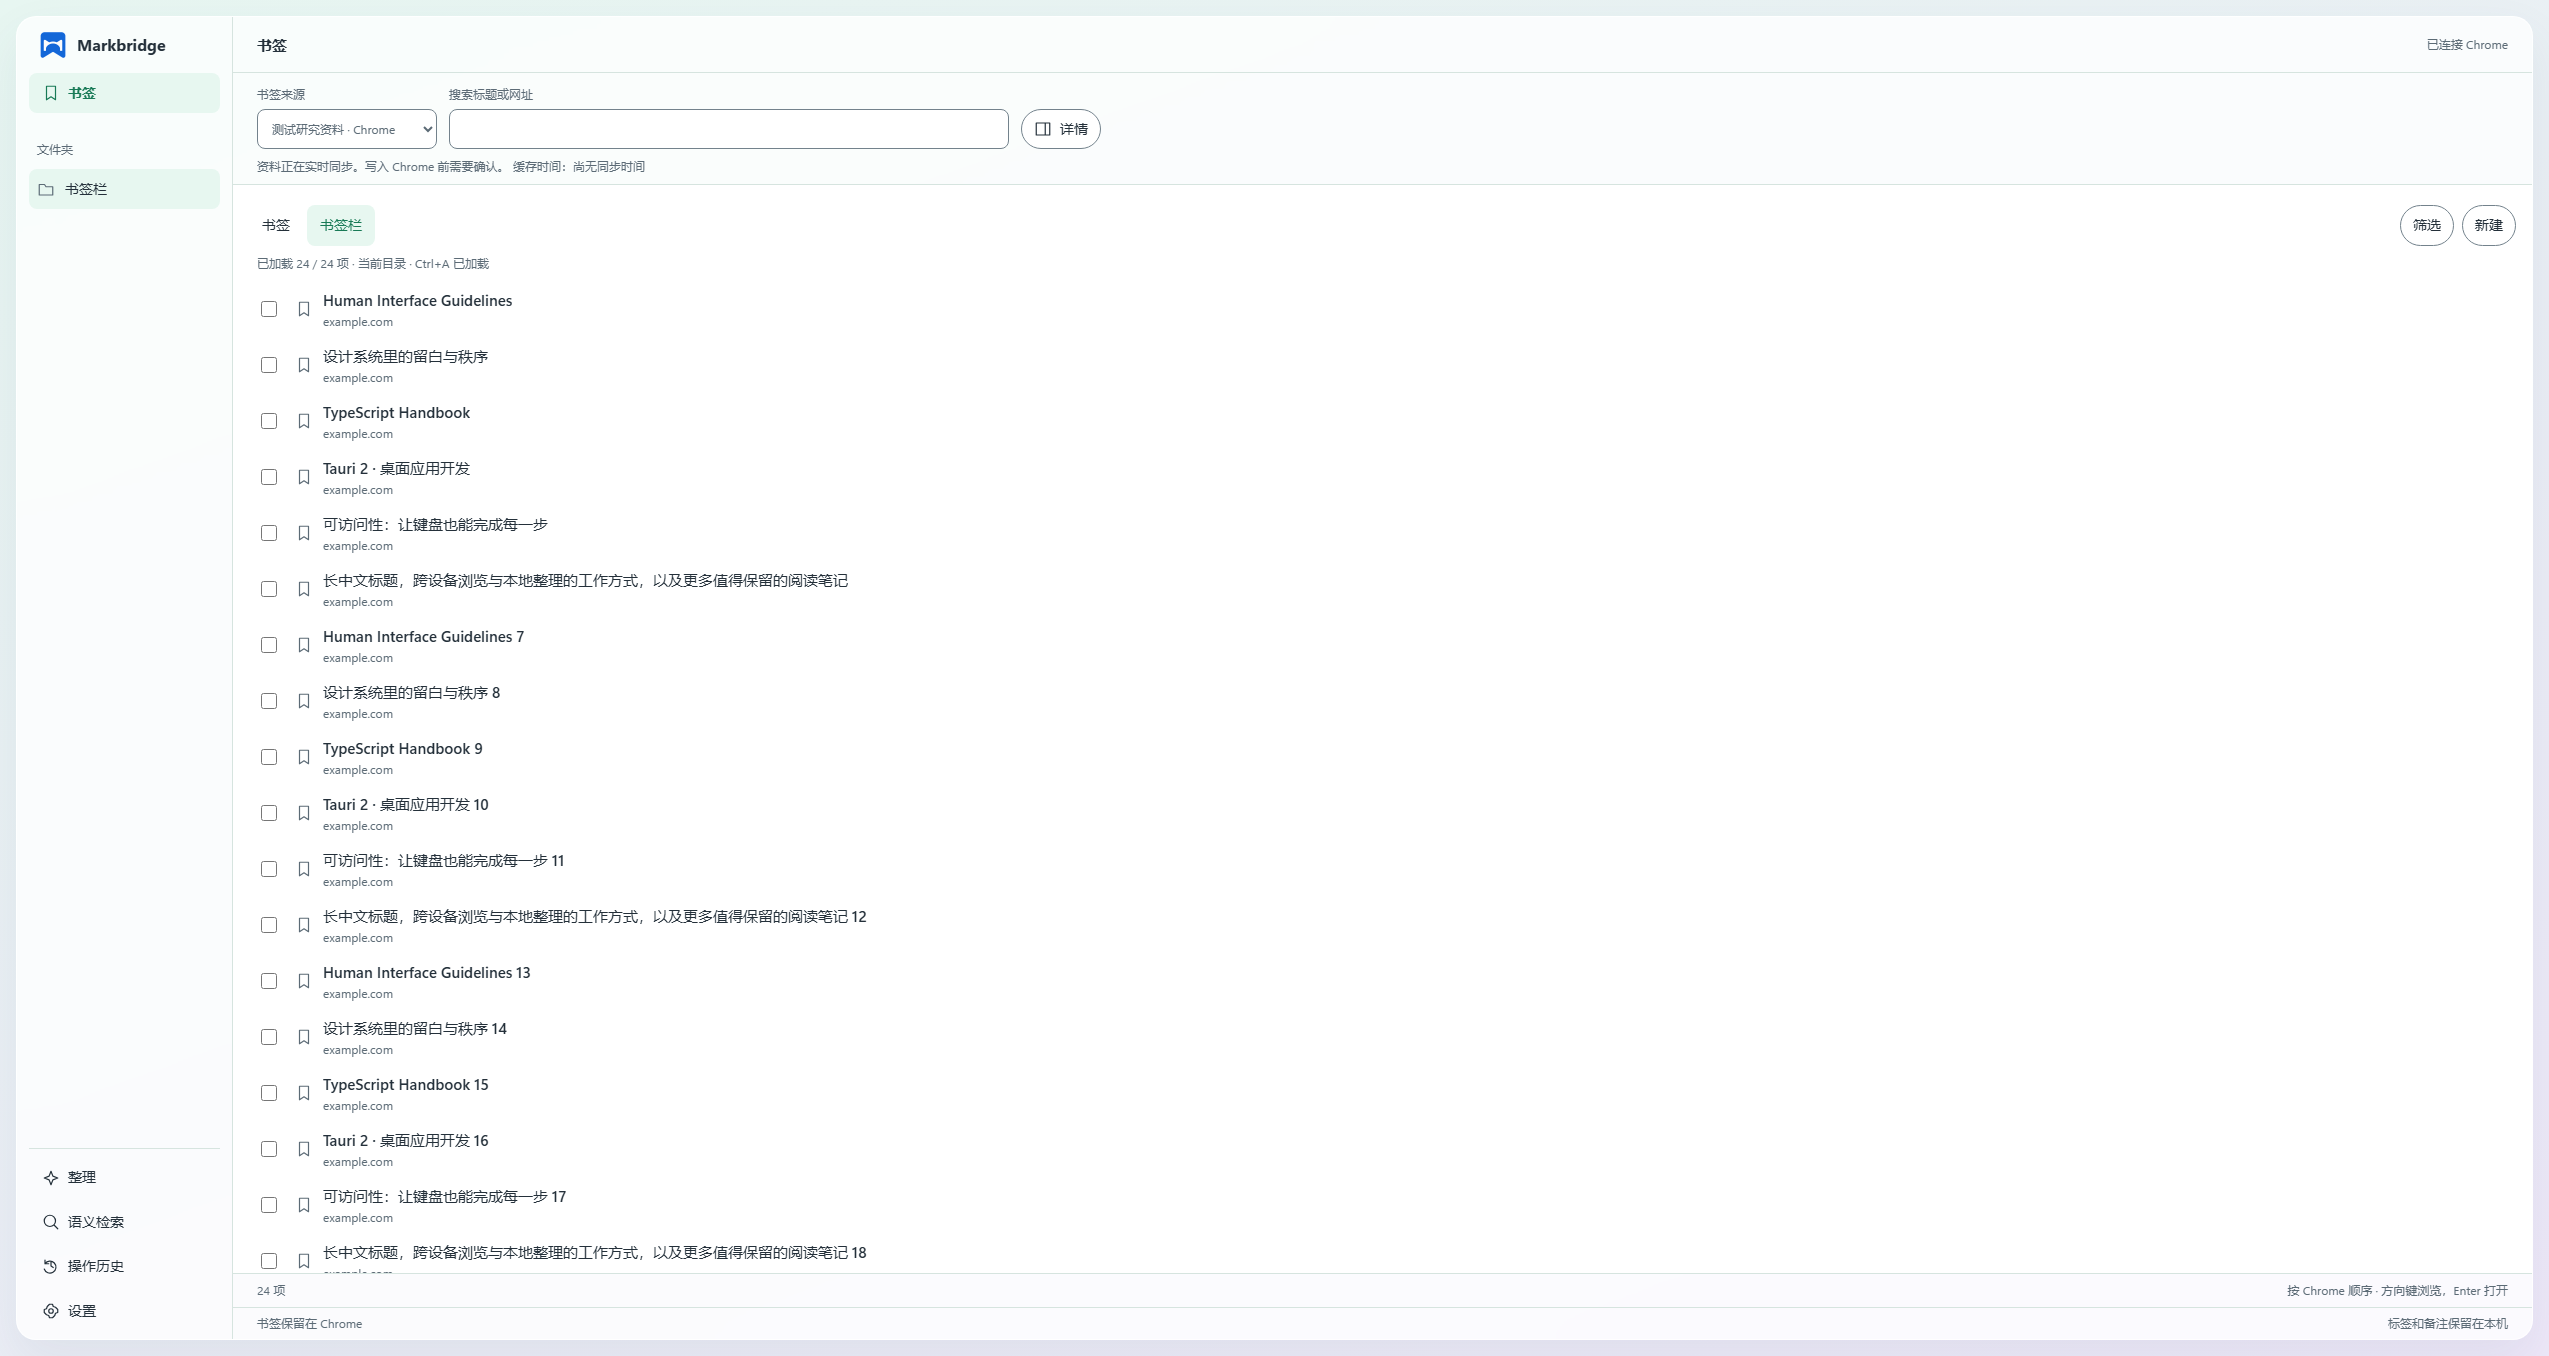 Markbridge
书签
文件夹
书签栏
整理
语义检索
操作历史
设置
书签
已连接 Chrome
书签来源
搜索标题或网址
测试研究资料 · Chrome
详情
资料正在实时同步。写入 Chrome 前需要确认。 缓存时间：尚无同步时间
书签
书签栏
筛选
新建
已加载 24 / 24 项 · 当前目录 · Ctrl+A 已加载
Human Interface Guidelines
example.com
设计系统里的留白与秩序
example.com
TypeScript Handbook
example.com
Tauri 2 · 桌面应用开发
example.com
可访问性：让键盘也能完成每一步
example.com
长中文标题，跨设备浏览与本地整理的工作方式，以及更多值得保留的阅读笔记
example.com
Human Interface Guidelines 7
example.com
设计系统里的留白与秩序 8
example.com
TypeScript Handbook 9
example.com
Tauri 2 · 桌面应用开发 10
example.com
可访问性：让键盘也能完成每一步 11
example.com
长中文标题，跨设备浏览与本地整理的工作方式，以及更多值得保留的阅读笔记 12
example.com
Human Interface Guidelines 13
example.com
设计系统里的留白与秩序 14
example.com
TypeScript Handbook 15
example.com
Tauri 2 · 桌面应用开发 16
example.com
可访问性：让键盘也能完成每一步 17
example.com
长中文标题，跨设备浏览与本地整理的工作方式，以及更多值得保留的阅读笔记 18
24 项
按 Chrome 顺序 · 方向键浏览，Enter 打开
书签保留在 Chrome
标签和备注保留在本机